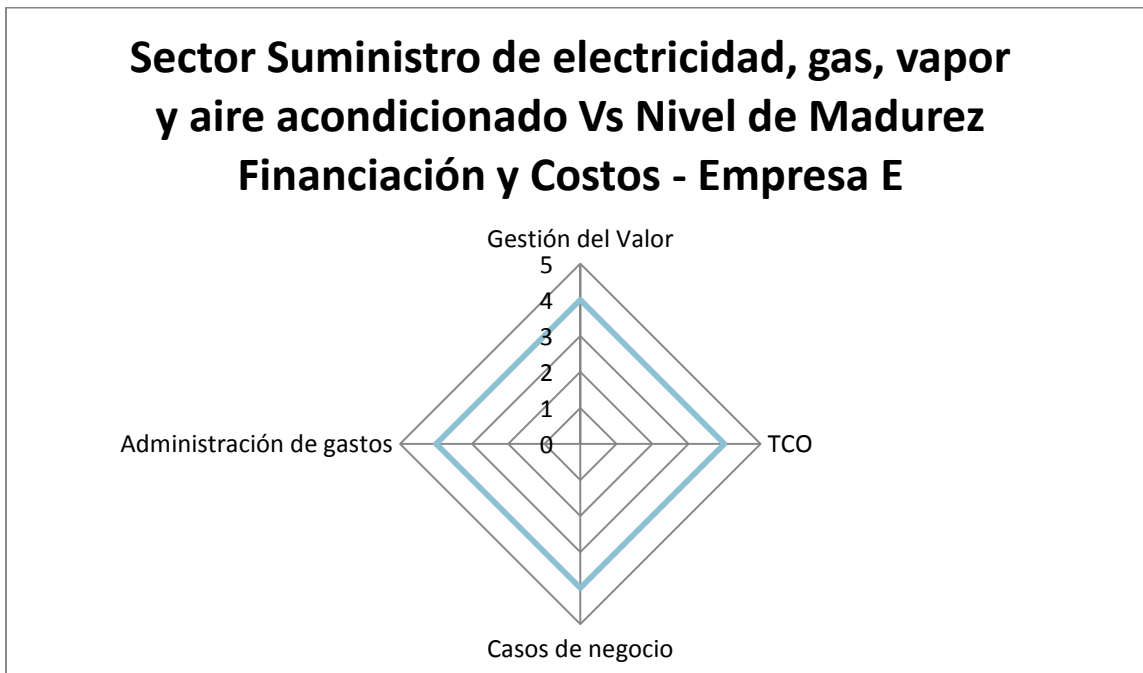 Sector Suministro de electricidad, gas, vapor
y aire acondicionado Vs Nivel de Madurez
Financiación y Costos - Empresa E
Gestión del Valor
5
4
3
2
1
0
Administración de gastos
TCO
Casos de negocio